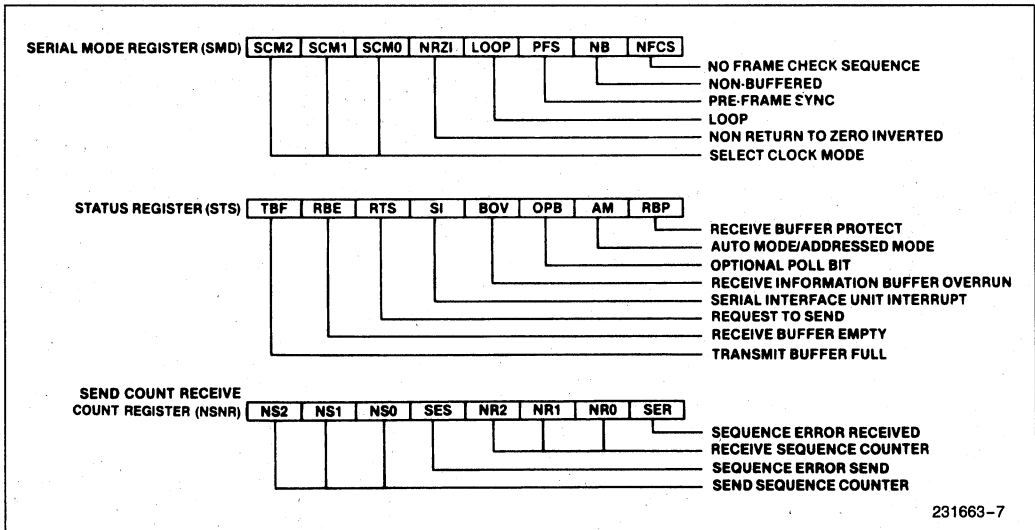 SERIAL MODE REGISTER (SMD) SCM2 SCM1 SCM0 NRZI LOOP PFS NB NFCS
NO FRAME CHECK SEQUENCE
NON-BUFFERED
PRE-FRAME SYNC
LOOP
NON RETURN TO ZERO INVERTED
SELECT CLOCK MODE
STATUS REGISTER (STS) TBF RBE RTS SI BOV OPB AM RBP
RECEIVE BUFFER PROTECT
AUTO MODE/ADDRESSED MODE
OPTIONAL POLL BIT
RECEIVE INFORMATION BUFFER OVERRUN
SERIAL INTERFACE UNIT INTERRUPT
REQUEST TO SEND
RECEIVE BUFFER EMPTY
TRANSMIT BUFFER FULL
SEND COUNT RECEIVE
COUNT REGISTER (NSNR) NS2 NS1 NS0 SES NR2 NR1 NR0 SER
SEQUENCE ERROR RECEIVED
RECEIVE SEQUENCE COUNTER
SEQUENCE ERROR SEND
SEND SEQUENCE COUNTER
231663–7